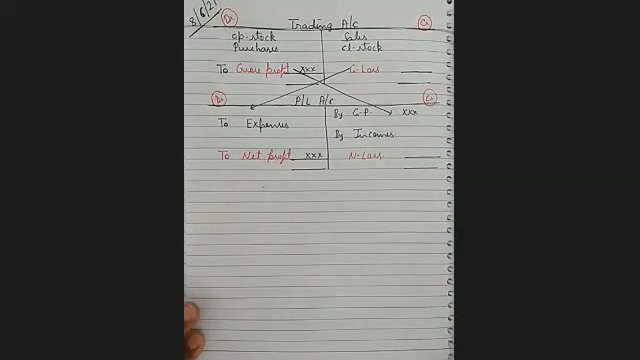 8/6/21
Dr. Trading A/c Cr.
op. stock Sales
Purchases cl. stock
To Gross profit xxx G-Loss
Dr. P/L A/c Cr.
By G.P. xxx
To Expenses
By Incomes.
To Net profit xxx N-Loss